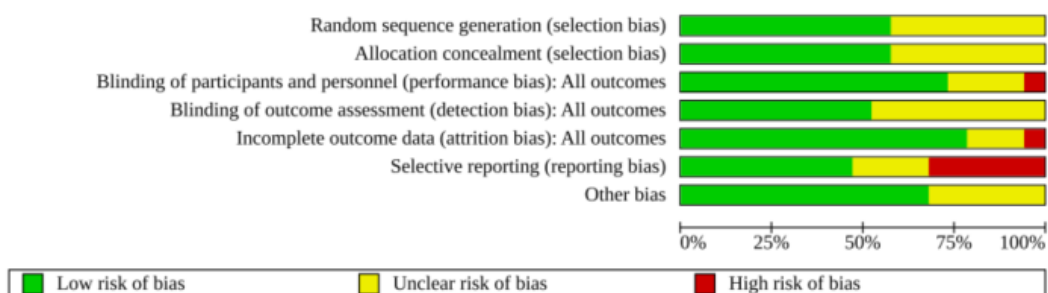 Random sequence generation (selection bias)
Allocation concealment (selection bias)
Blinding of participants and personnel (performance bias): All outcomes
Blinding of outcome assessment (detection bias): All outcomes
Incomplete outcome data (attrition bias): All outcomes
Selective reporting (reporting bias)
Other bias
0% 25% 50% 75% 100%
Low risk of bias Unclear risk of bias High risk of bias